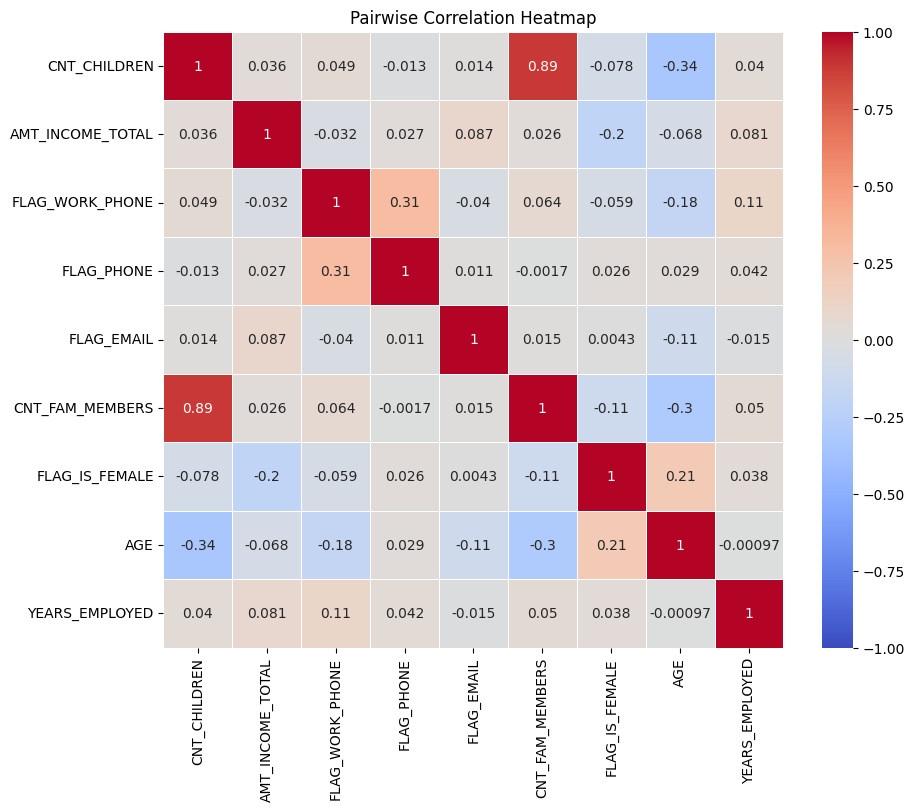 Pairwise Correlation Heatmap
CNT_CHILDREN 1 0.036 0.049 -0.013 0.014 0.89 -0.078 -0.34 0.04
AMT_INCOME_TOTAL 0.036 1 -0.032 0.027 0.087 0.026 -0.2 -0.068 0.081
FLAG_WORK_PHONE 0.049 -0.032 1 0.31 -0.04 0.064 -0.059 -0.18 0.11
FLAG_PHONE -0.013 0.027 0.31 1 0.011 -0.0017 0.026 0.029 0.042
FLAG_EMAIL 0.014 0.087 -0.04 0.011 1 0.015 0.0043 -0.11 -0.015
CNT_FAM_MEMBERS 0.89 0.026 0.064 -0.0017 0.015 1 -0.11 -0.3 0.05
FLAG_IS_FEMALE -0.078 -0.2 -0.059 0.026 0.0043 -0.11 1 0.21 0.038
AGE -0.34 -0.068 -0.18 0.029 -0.11 -0.3 0.21 1 -0.00097
YEARS_EMPLOYED 0.04 0.081 0.11 0.042 -0.015 0.05 0.038 -0.00097 1
CNT_CHILDREN
AMT_INCOME_TOTAL
FLAG_WORK_PHONE
FLAG_PHONE
FLAG_EMAIL
CNT_FAM_MEMBERS
FLAG_IS_FEMALE
AGE
YEARS_EMPLOYED
1.00
0.75
0.50
0.25
0.00
−0.25
−0.50
−0.75
−1.00